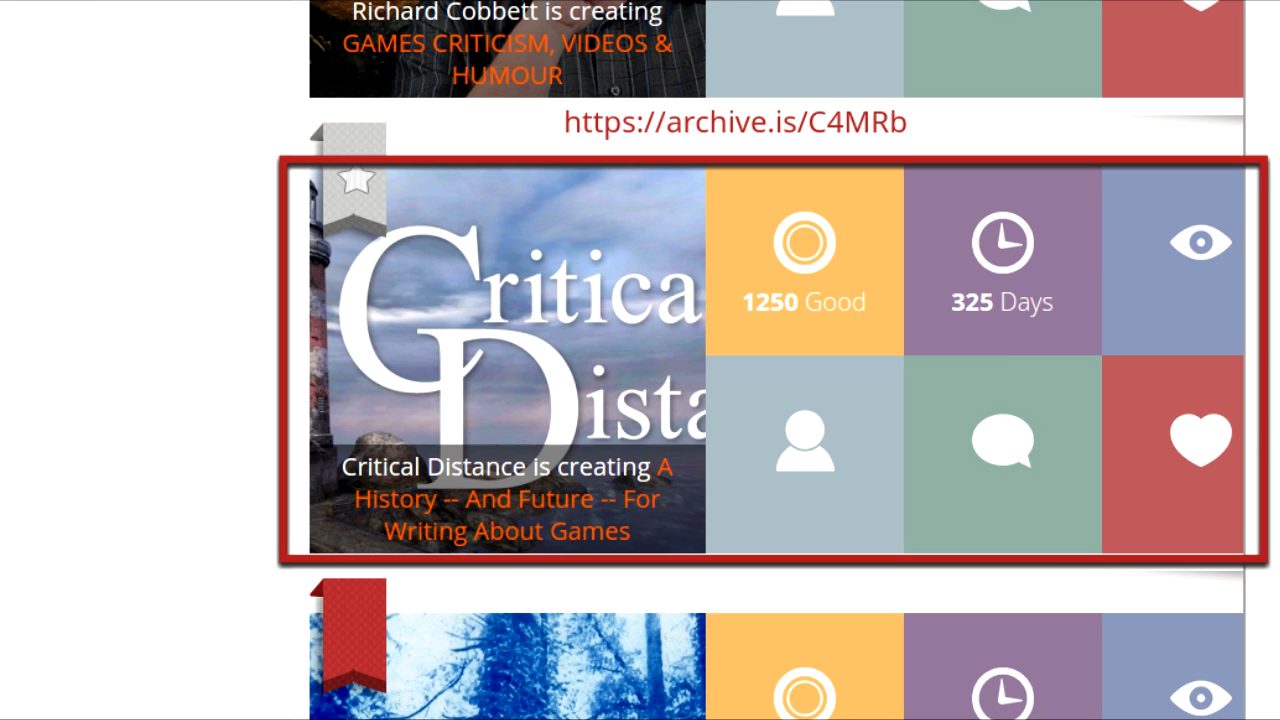 Richard Cobbett is creating
GAMES CRITICISM, VIDEOS &
HUMOUR
https://archive.is/C4MRb
Critica
Dista
1250 Good
325 Days
Critical Distance is creating A
History -- And Future -- For
Writing About Games